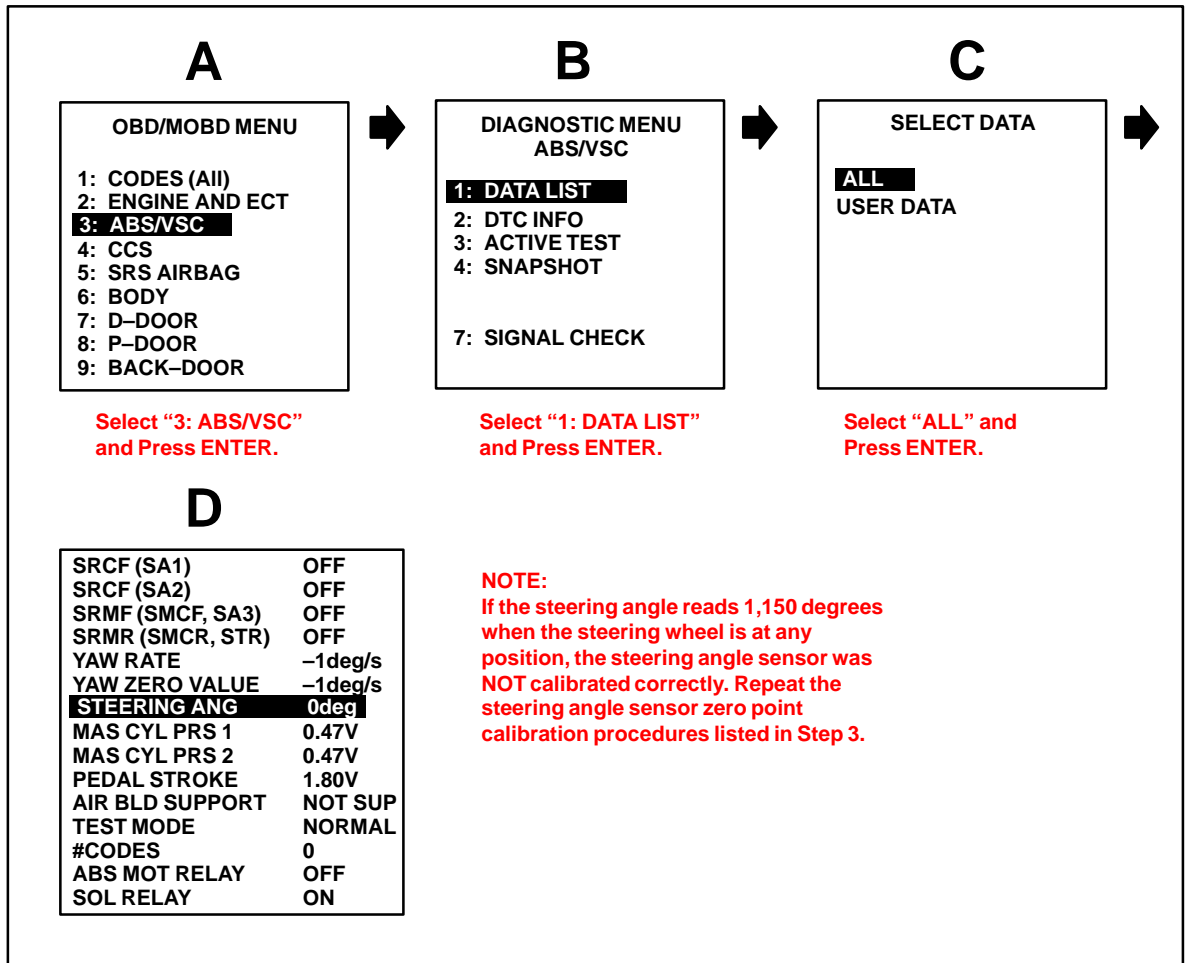 A
OBD/MOBD MENU
1: CODES (All)
2: ENGINE AND ECT
3: ABS/VSC
4: CCS
5: SRS AIRBAG
6: BODY
7: D–DOOR
8: P–DOOR
9: BACK–DOOR
Select “3: ABS/VSC”
and Press ENTER.
B
DIAGNOSTIC MENU
ABS/VSC
1: DATA LIST
2: DTC INFO
3: ACTIVE TEST
4: SNAPSHOT
7: SIGNAL CHECK
Select “1: DATA LIST”
and Press ENTER.
C
SELECT DATA
ALL
USER DATA
Select “ALL” and
Press ENTER.
D
SRCF (SA1) OFF
SRCF (SA2) OFF
SRMF (SMCF, SA3) OFF
SRMR (SMCR, STR) OFF
YAW RATE –1deg/s
YAW ZERO VALUE –1deg/s
STEERING ANG 0deg
MAS CYL PRS 1 0.47V
MAS CYL PRS 2 0.47V
PEDAL STROKE 1.80V
AIR BLD SUPPORT NOT SUP
TEST MODE NORMAL
#CODES 0
ABS MOT RELAY OFF
SOL RELAY ON
NOTE:
If the steering angle reads 1,150 degrees
when the steering wheel is at any
position, the steering angle sensor was
NOT calibrated correctly. Repeat the
steering angle sensor zero point
calibration procedures listed in Step 3.